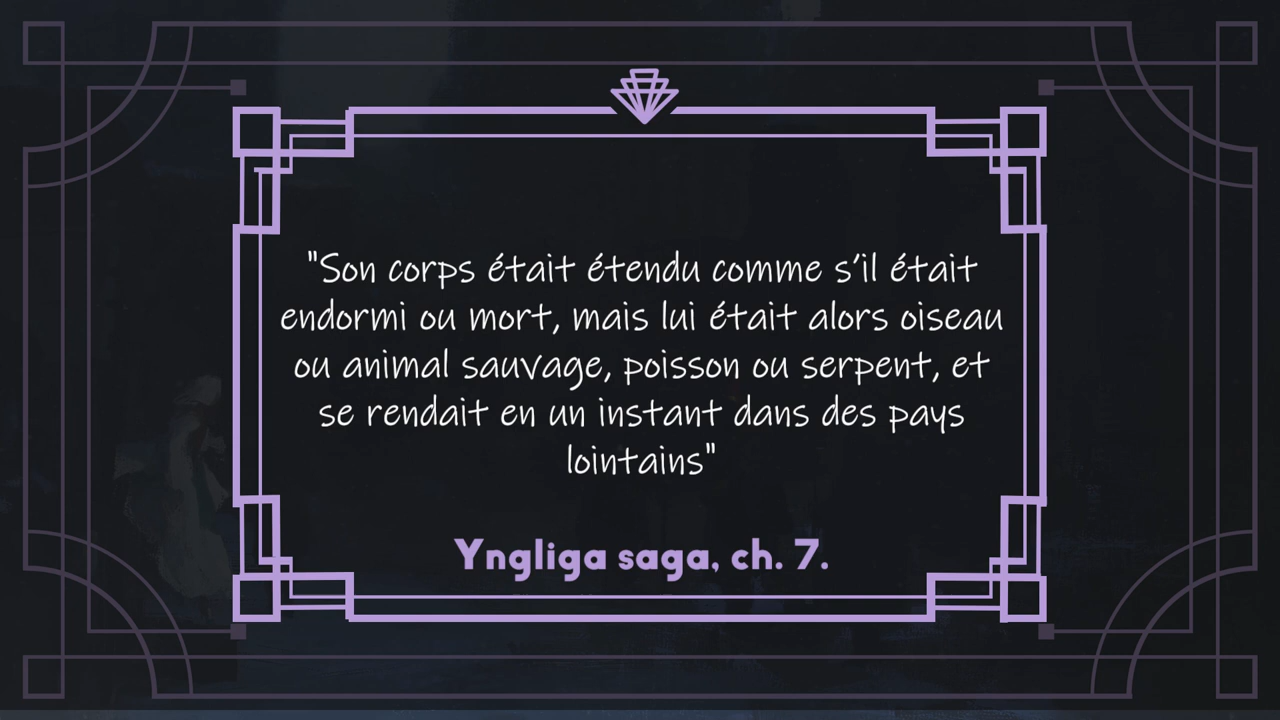 "Son corps était étendu comme s'il était
endormi ou mort, mais lui était alors oiseau
ou animal sauvage, poisson ou serpent, et
se rendait en un instant dans des pays
lointains"
Yngliga saga, ch. 7.